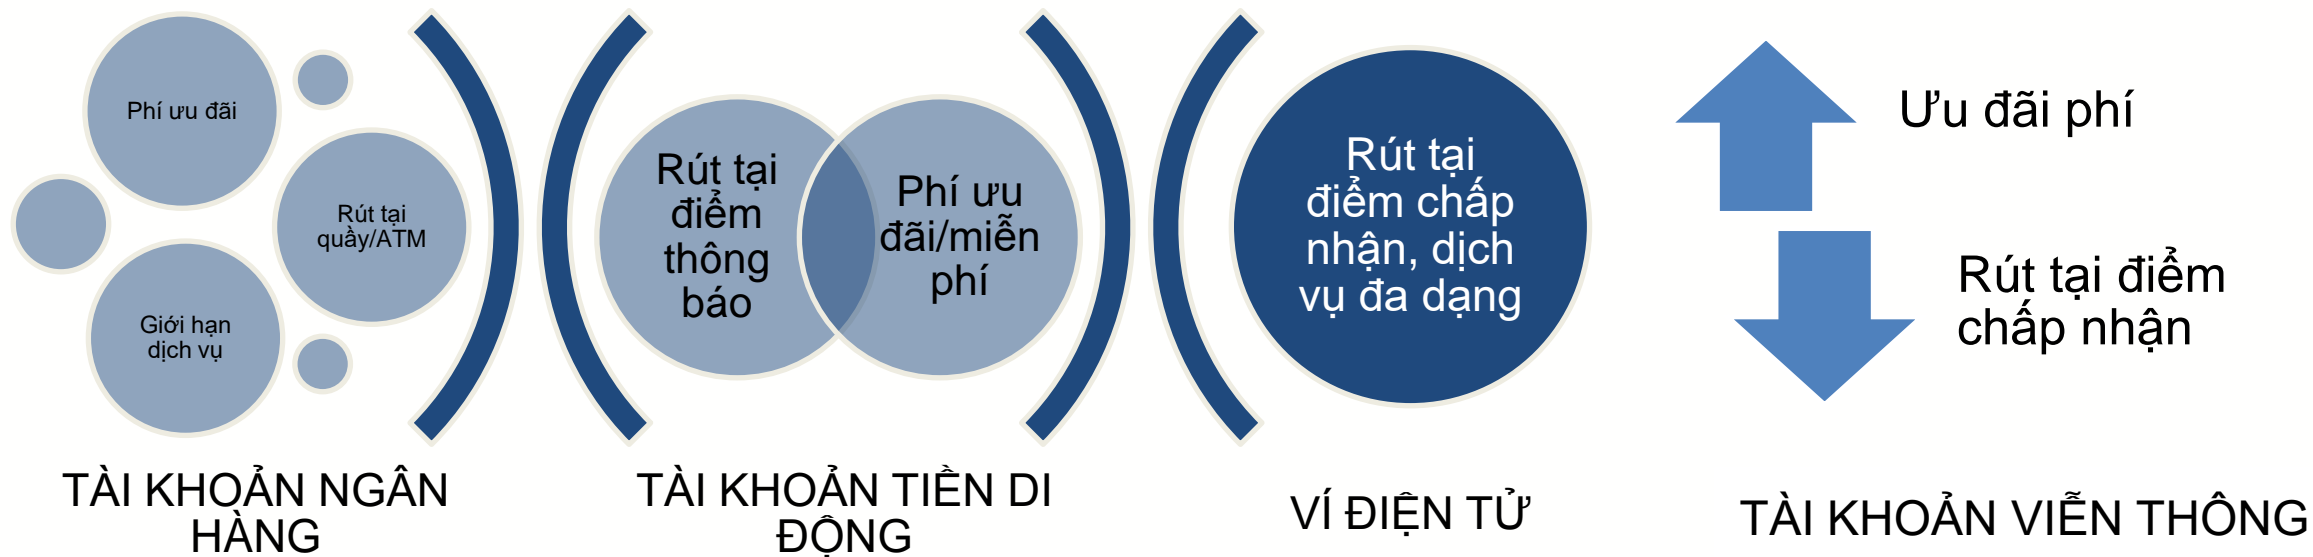 Phí ưu đãi
Rút tại
quầy/ATM
Giới hạn
dịch vụ
TÀI KHOẢN NGÂN
HÀNG
Rút tại
điểm
thông
báo
Phí ưu
đãi/miễn
phí
TÀI KHOẢN TIỀN DI
ĐỘNG
Rút tại
điểm chấp
nhận, dịch
vụ đa dạng
VÍ ĐIỆN TỬ
Ưu đãi phí
Rút tại điểm
chấp nhận
TÀI KHOẢN VIỄN THÔNG